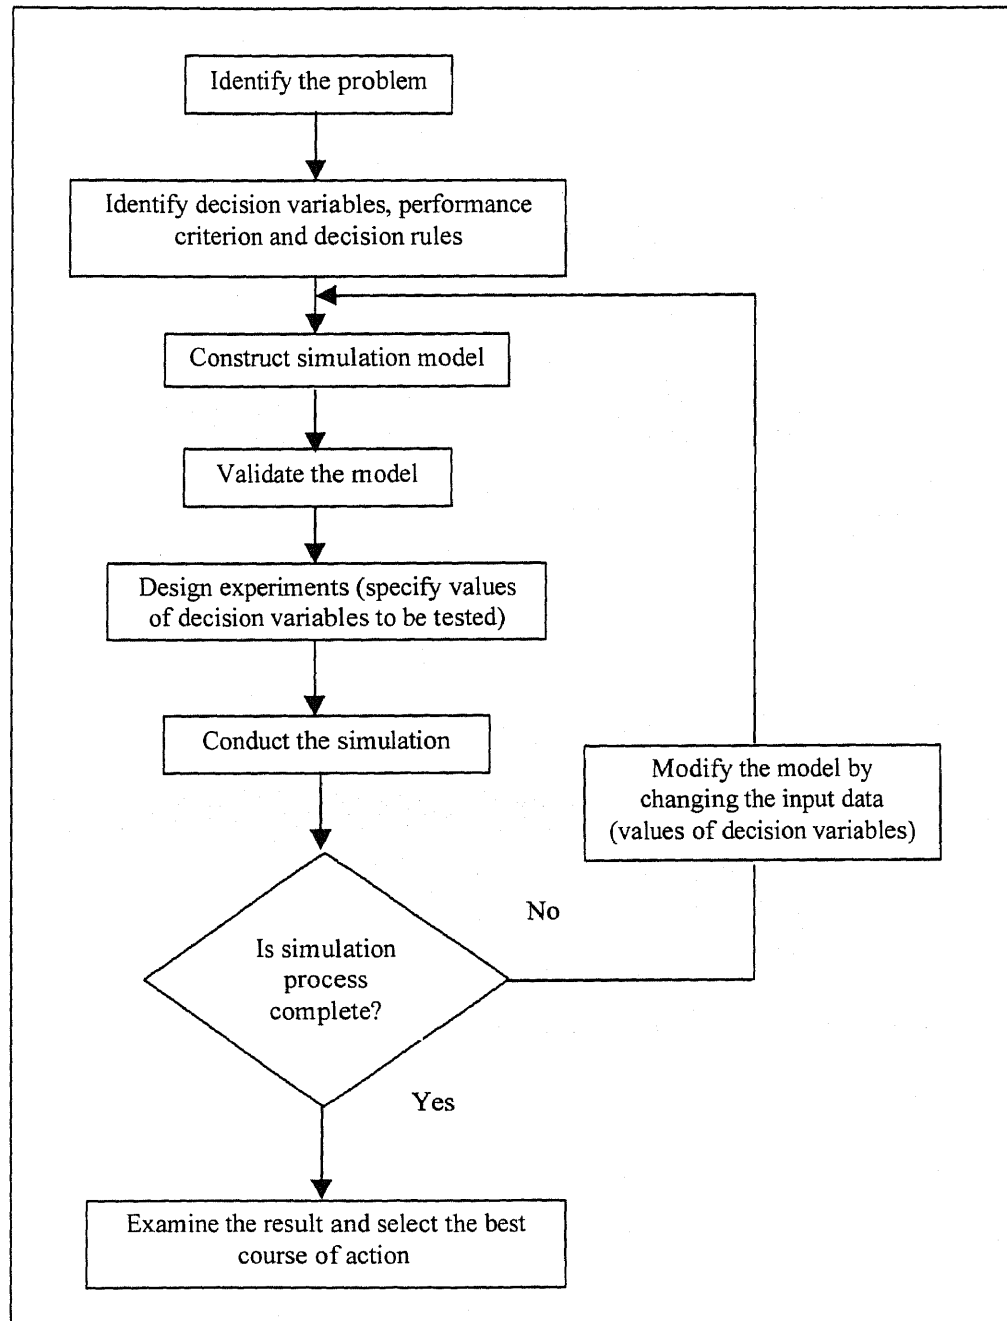 Identify the problem
Identify decision variables, performance
criterion and decision rules
Construct simulation model
Validate the model
Design experiments (specify values
of decision variables to be tested)
Conduct the simulation
Modify the model by
changing the input data
(values of decision variables)
No
Is simulation
process
complete?
Yes
Examine the result and select the best
course of action